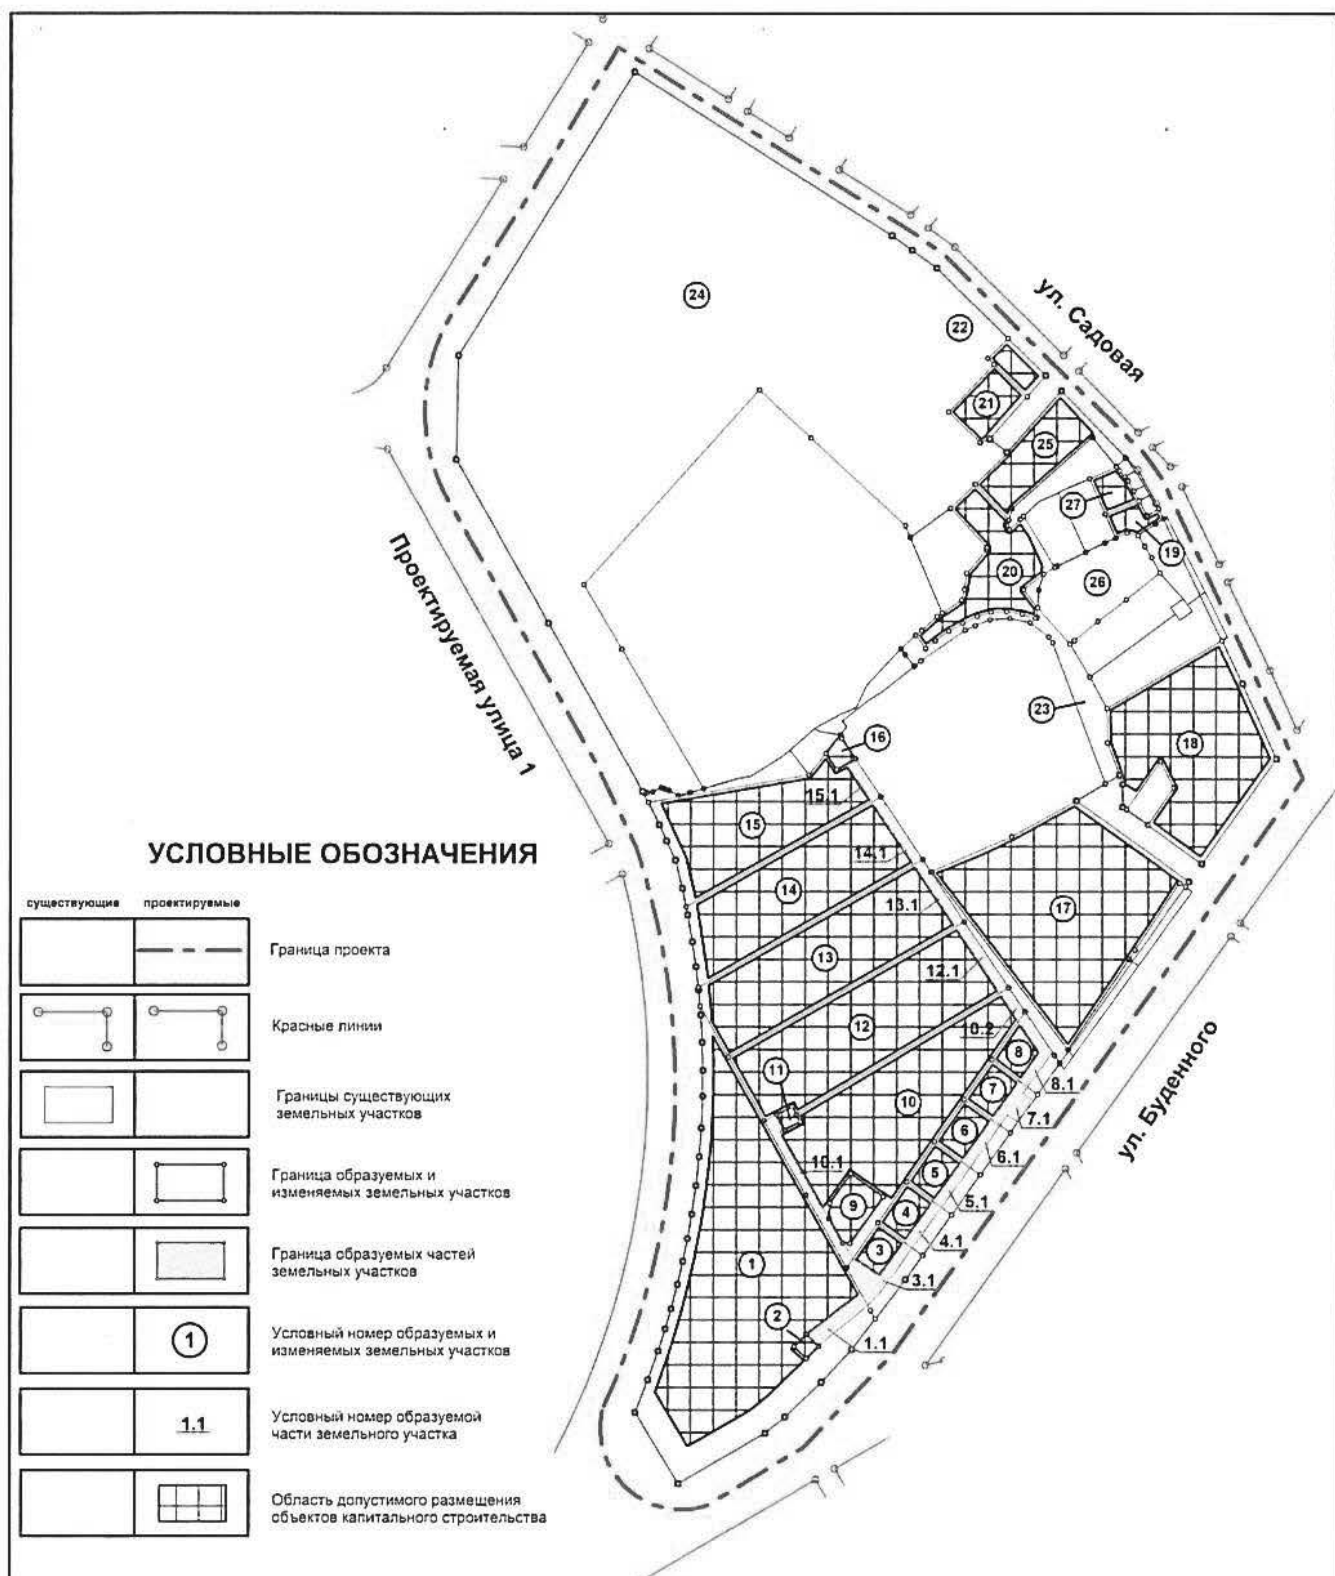 ул. Садовая
24
22
21
25
27
19
20
26
23
16
18
Проектируемая улица 1
15.1
15
14.1
14
13.1
17
13
12.1
12
0.2
8
11
10
7
8.1
7.1
6
6.1
ул. Буденного
10.1
5
5.1
9
4
4.1
3
3.1
1
2
1.1
УСЛОВНЫЕ ОБОЗНАЧЕНИЯ
существующие проектируемые
Граница проекта
Красные линии
Границы существующих
земельных участков
Граница образуемых и
изменяемых земельных участков
Граница образуемых частей
земельных участков
1
Условный номер образуемых и
изменяемых земельных участков
1.1
Условный номер образуемой
части земельного участка
Область допустимого размещения
объектов капитального строительства